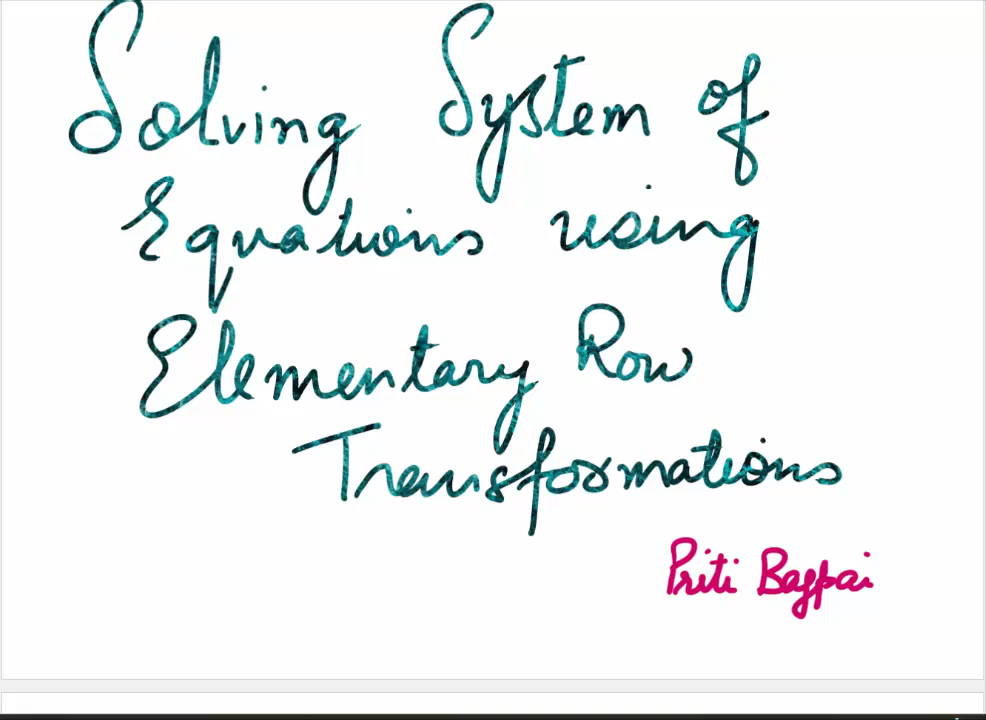 Solving System of
Equations using
Elementary Row
Transformations
Priti Bajpai